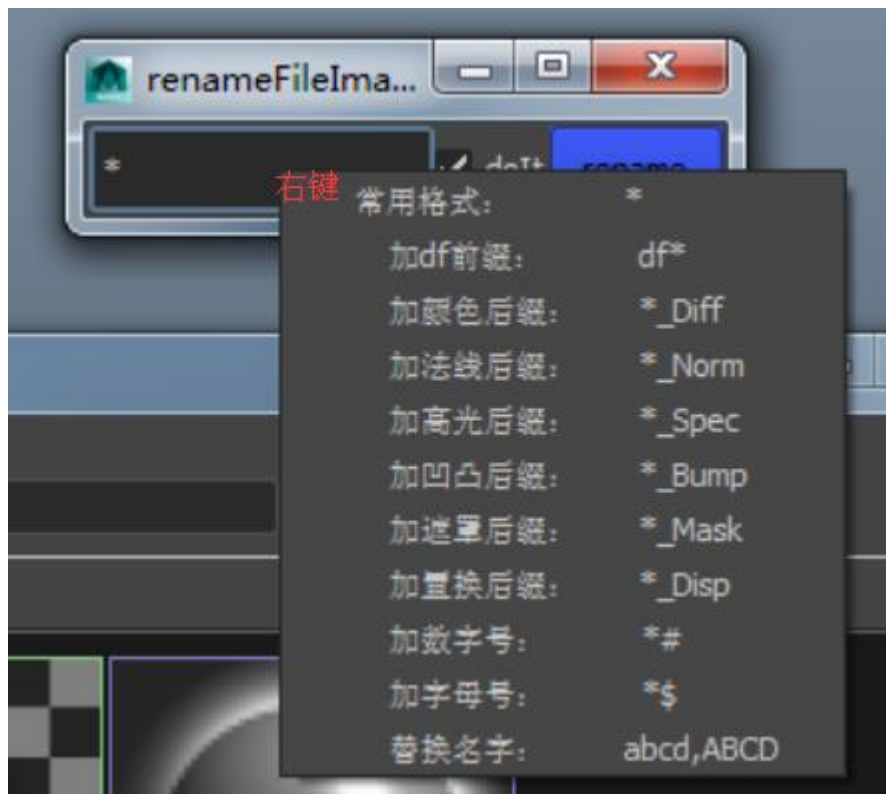 renameFileIma...
*
doIt
rename
右键
常用格式: *
加df前缀: df*
加颜色后缀: *_Diff
加法线后缀: *_Norm
加高光后缀: *_Spec
加凹凸后缀: *_Bump
加遮罩后缀: *_Mask
加置换后缀: *_Disp
加数字号: *#
加字母号: *$
替换名字: abcd,ABCD